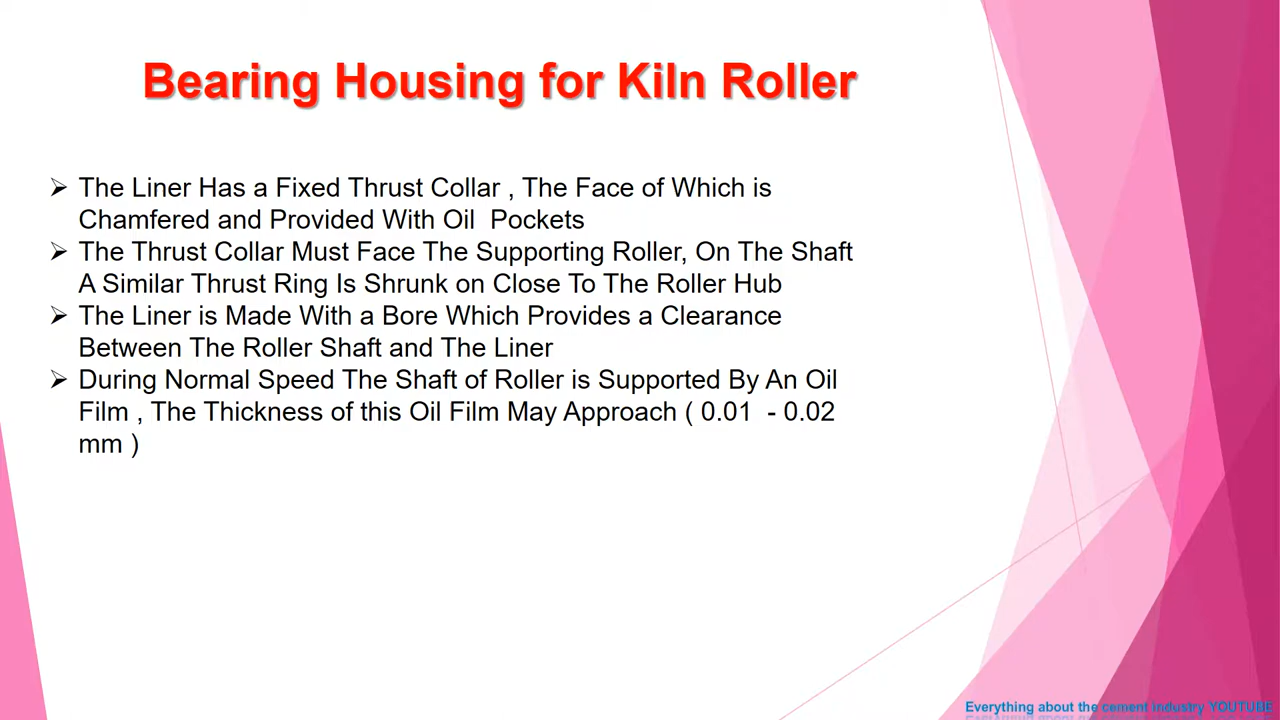 Bearing Housing for Kiln Roller
➢ The Liner Has a Fixed Thrust Collar , The Face of Which is
Chamfered and Provided With Oil  Pockets
➢ The Thrust Collar Must Face The Supporting Roller, On The Shaft
A Similar Thrust Ring Is Shrunk on Close To The Roller Hub
➢ The Liner is Made With a Bore Which Provides a Clearance
Between The Roller Shaft and The Liner
➢ During Normal Speed The Shaft of Roller is Supported By An Oil
Film , The Thickness of this Oil Film May Approach ( 0.01  - 0.02
mm )
Everything about the cement industry YOUTUBE